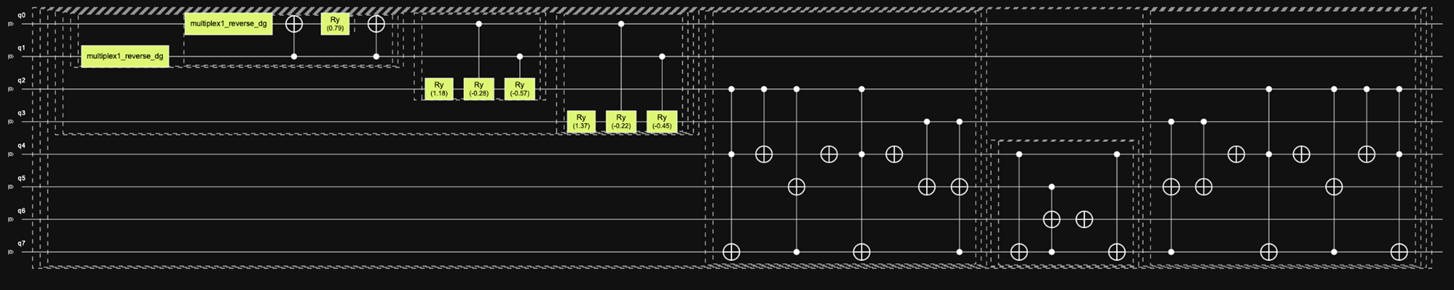 q0
multiplex1_reverse_dg
Ry
(0.79)
q1
multiplex1_reverse_dg
q2
Ry
(1.18)
Ry
(-0.28)
Ry
(-0.57)
q3
Ry
(1.37)
Ry
(-0.22)
Ry
(-0.45)
q4
q5
q6
q7